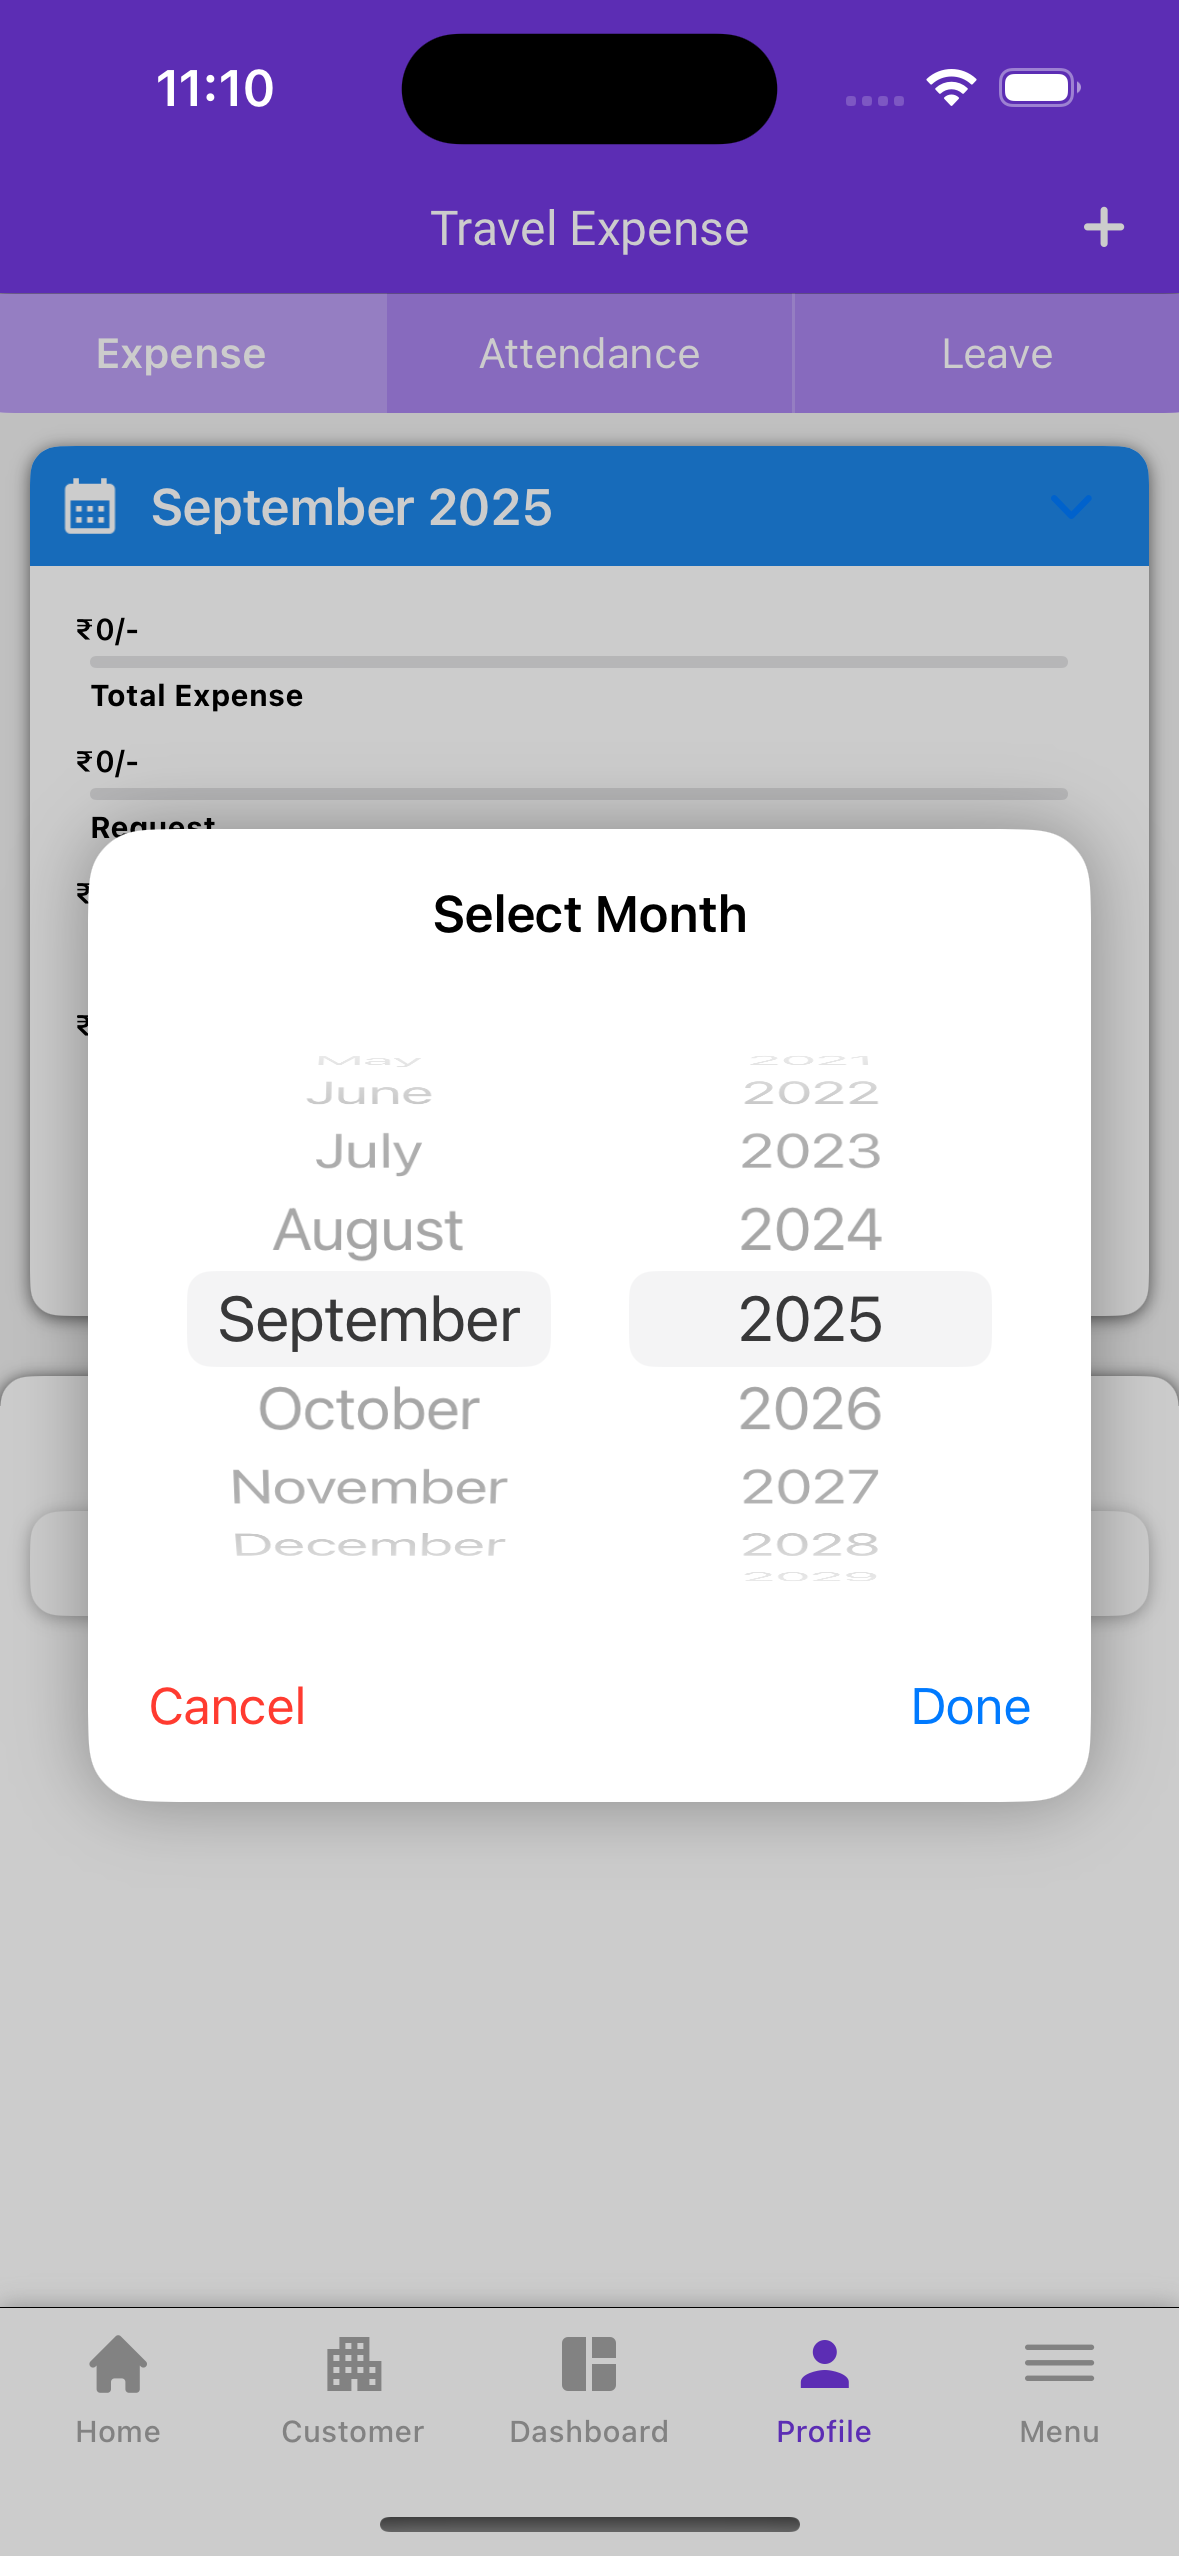 11:10
Travel Expense
Expense
Attendance
Leave
September 2025
₹0/-
Total Expense
₹0/-
Request
₹
₹
Select Month
May 2021
June 2022
July 2023
August 2024
September 2025
October 2026
November 2027
December 2028
2029
Cancel
Done
Home
Customer
Dashboard
Profile
Menu